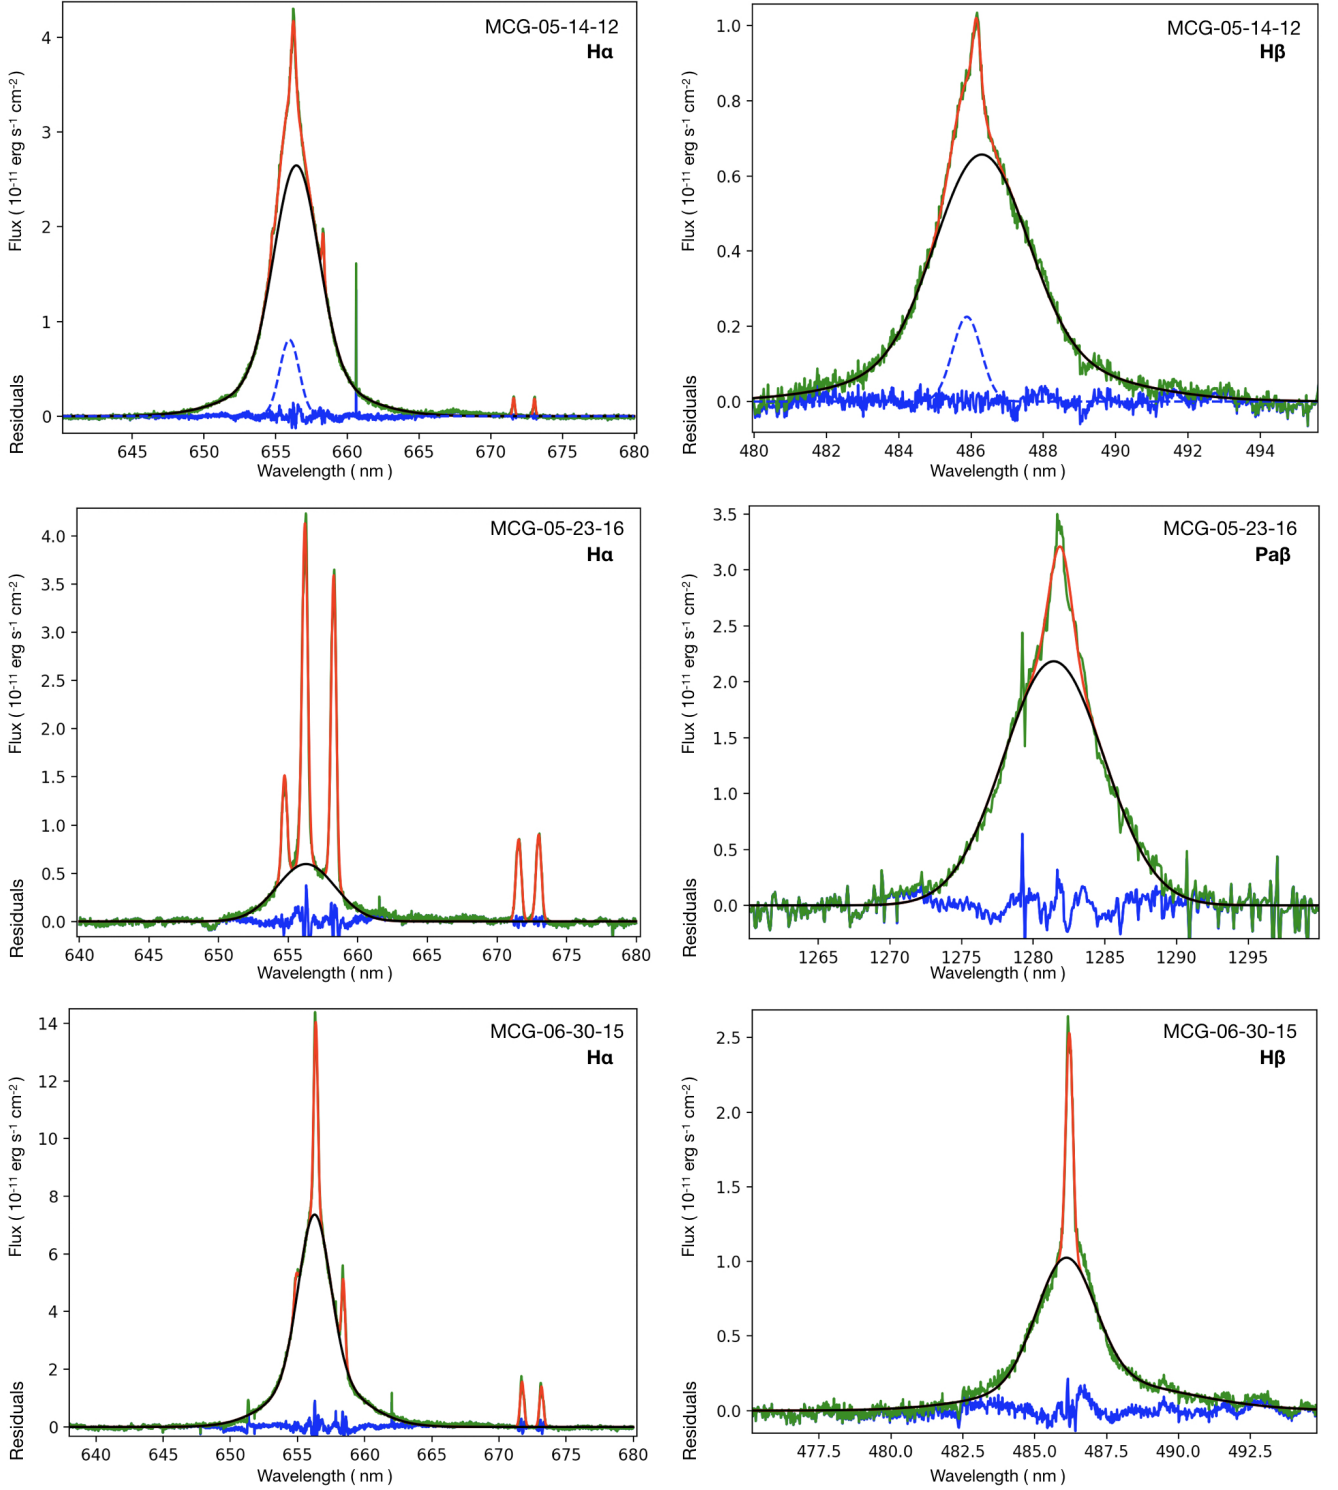 MCG-05-14-12
Hα
Flux ( 10⁻¹¹ erg s⁻¹ cm⁻² )
Residuals
4
3
2
1
0
645 650 655 660 665 670 675 680
Wavelength ( nm )
MCG-05-14-12
Hβ
Flux ( 10⁻¹¹ erg s⁻¹ cm⁻² )
Residuals
1.0
0.8
0.6
0.4
0.2
0.0
480 482 484 486 488 490 492 494
Wavelength ( nm )
MCG-05-23-16
Hα
Flux ( 10⁻¹¹ erg s⁻¹ cm⁻² )
Residuals
4.0
3.5
3.0
2.5
2.0
1.5
1.0
0.5
0.0
640 645 650 655 660 665 670 675 680
Wavelength ( nm )
MCG-05-23-16
Paβ
Flux ( 10⁻¹¹ erg s⁻¹ cm⁻² )
Residuals
3.5
3.0
2.5
2.0
1.5
1.0
0.5
0.0
1265 1270 1275 1280 1285 1290 1295
Wavelength ( nm )
MCG-06-30-15
Hα
Flux ( 10⁻¹¹ erg s⁻¹ cm⁻² )
Residuals
14
12
10
8
6
4
2
0
640 645 650 655 660 665 670 675 680
Wavelength ( nm )
MCG-06-30-15
Hβ
Flux ( 10⁻¹¹ erg s⁻¹ cm⁻² )
Residuals
2.5
2.0
1.5
1.0
0.5
0.0
477.5 480.0 482.5 485.0 487.5 490.0 492.5
Wavelength ( nm )